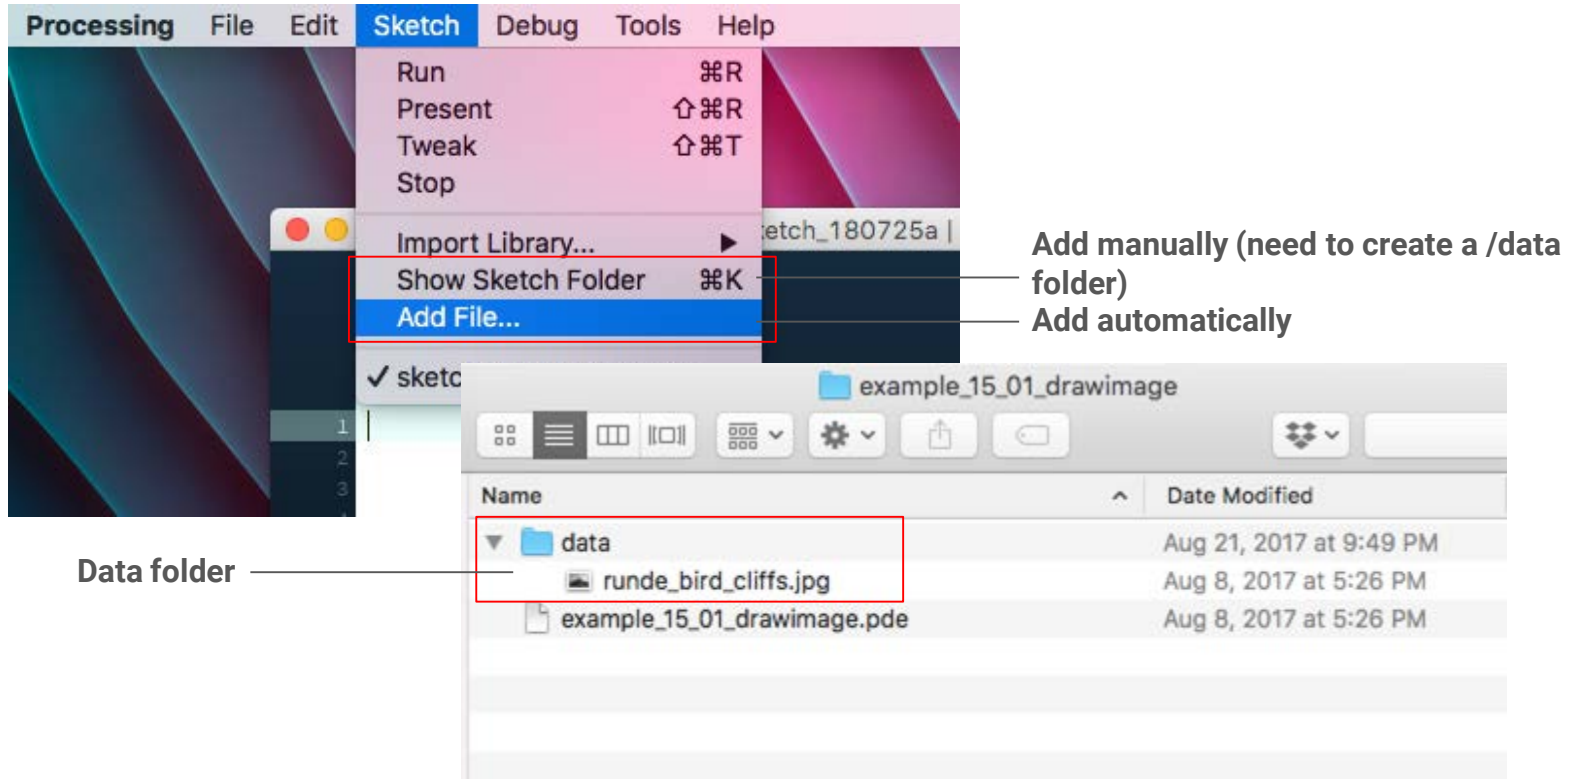 Processing File Edit Sketch Debug Tools Help
Run ⌘R
Present ⇧⌘R
Tweak ⇧⌘T
Stop
Import Library... ▶
etch_180725a |
Show Sketch Folder ⌘K
Add File...
Add manually (need to create a /data
folder)
Add automatically
✓ sketc
1
2
3
example_15_01_drawimage
Name Date Modified
data Aug 21, 2017 at 9:49 PM
runde_bird_cliffs.jpg Aug 8, 2017 at 5:26 PM
example_15_01_drawimage.pde Aug 8, 2017 at 5:26 PM
Data folder